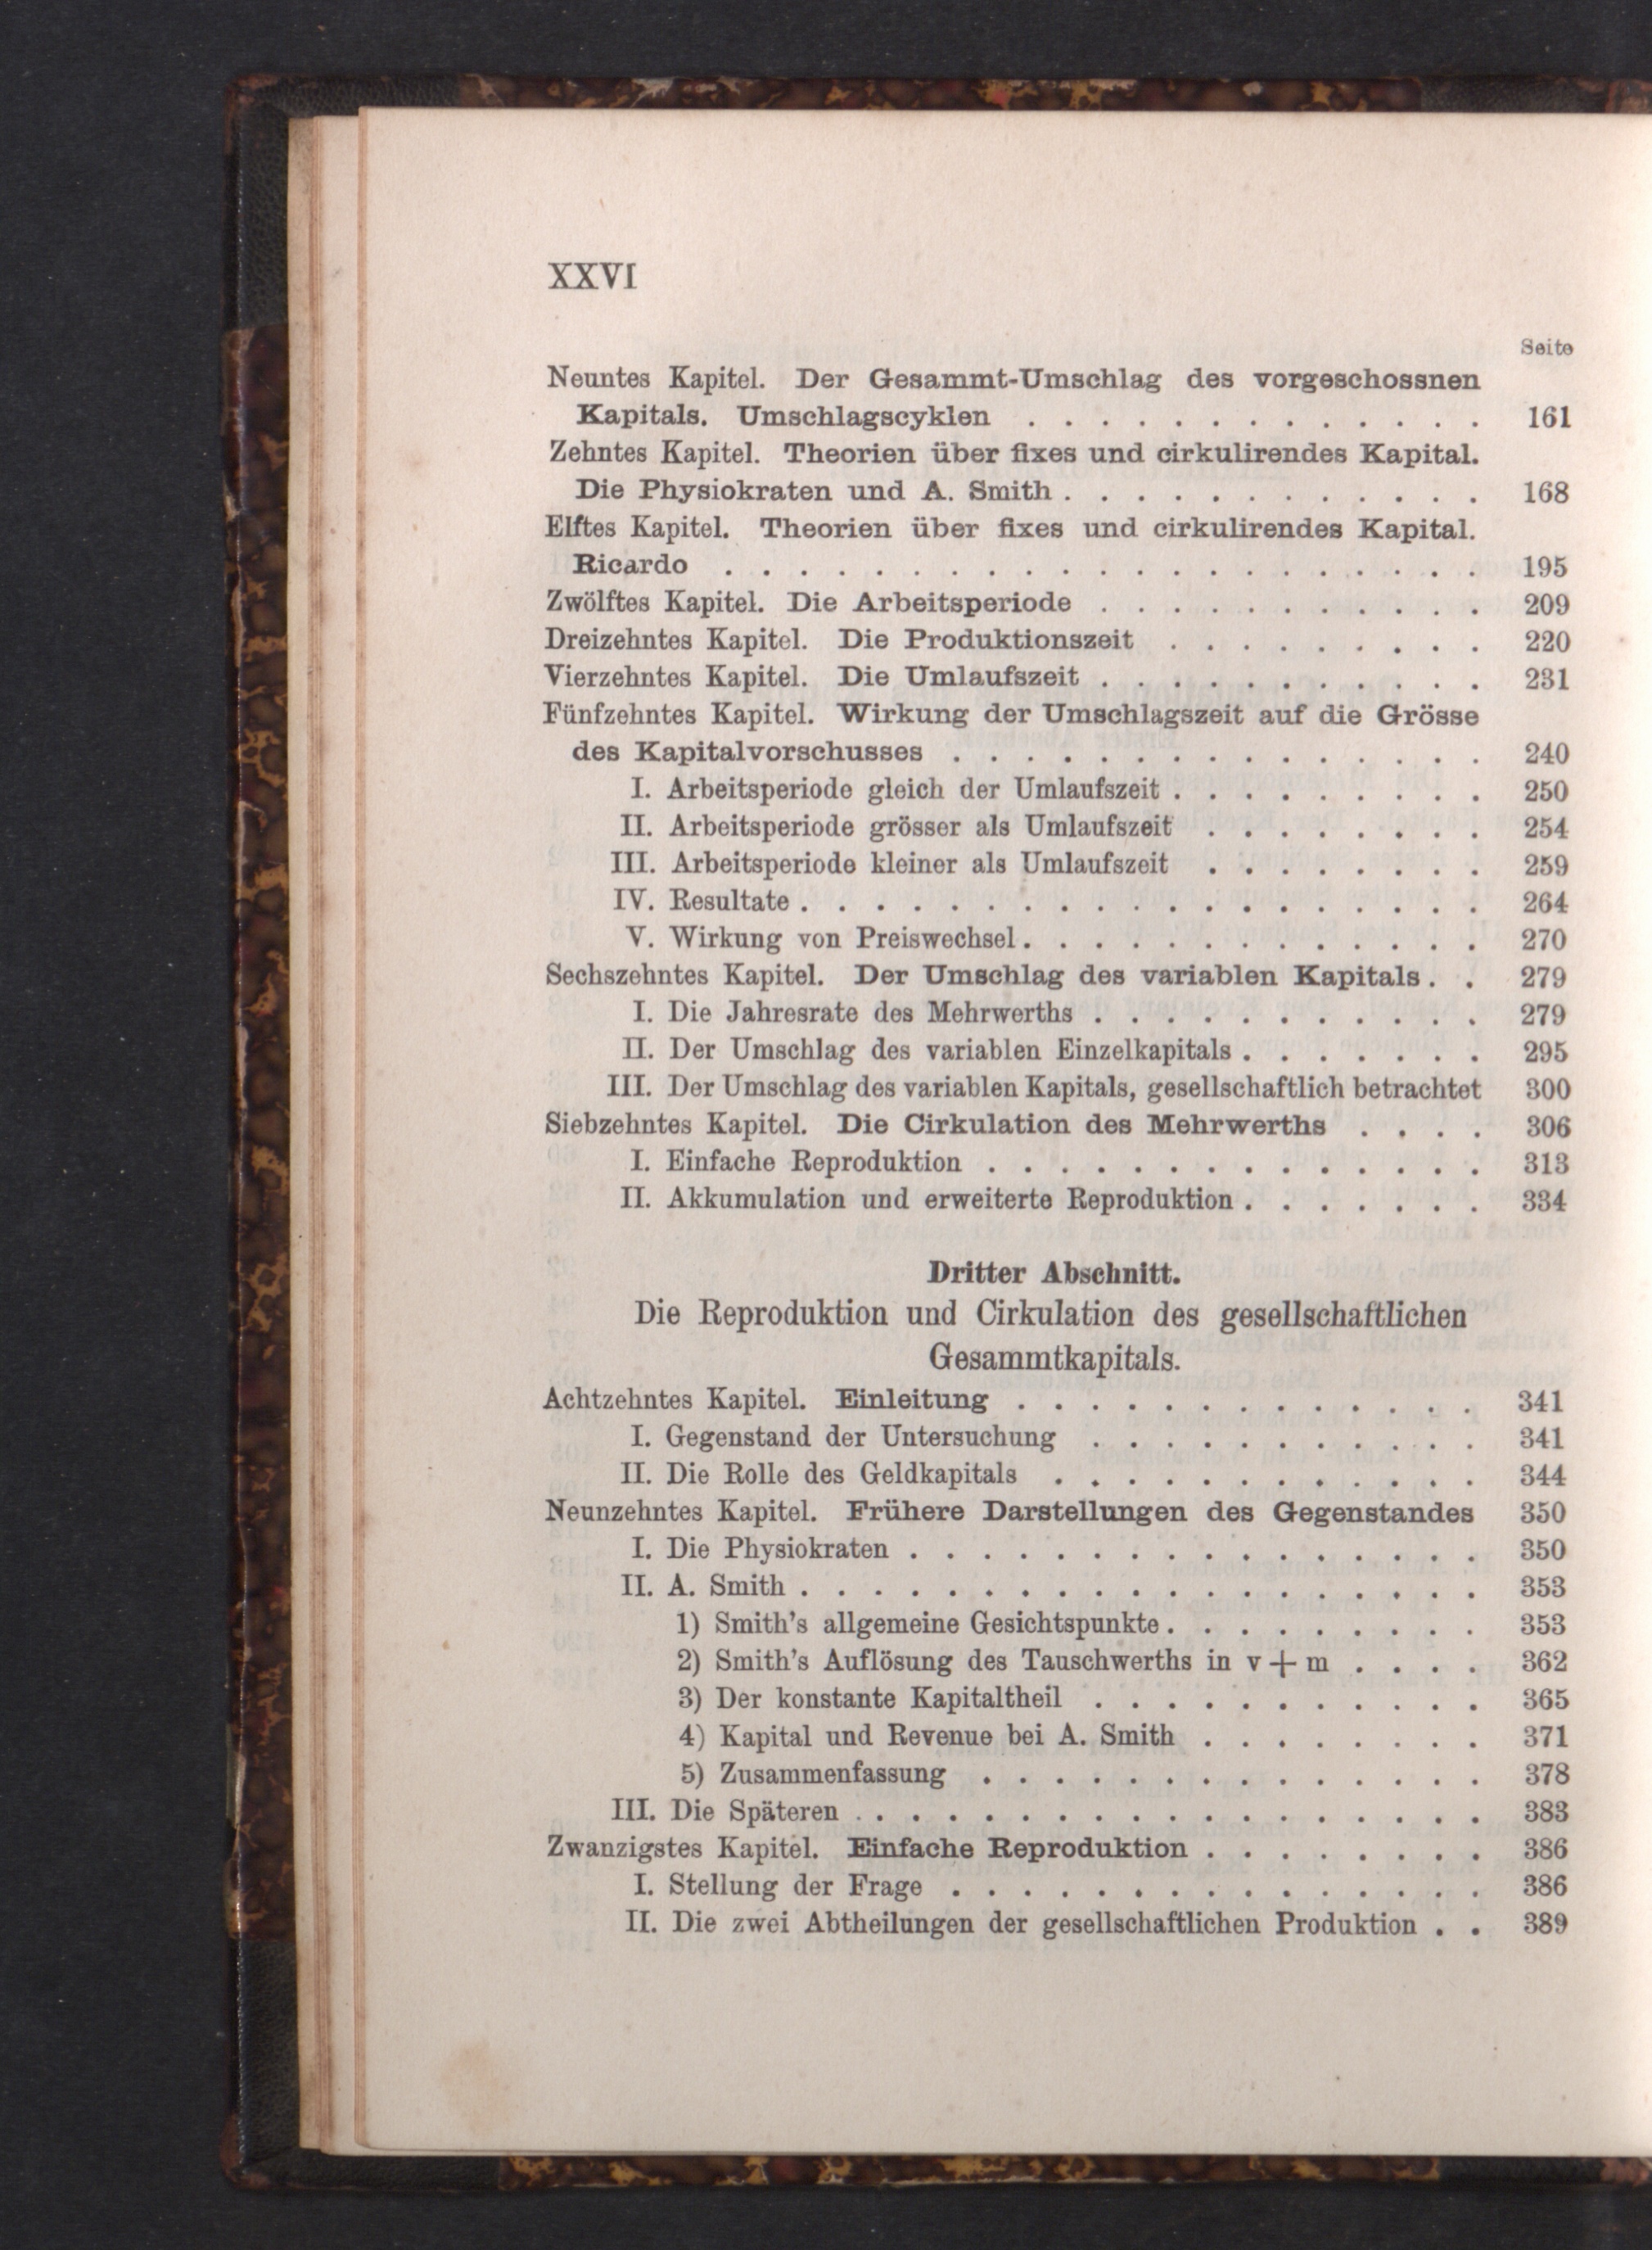 XXVI
Seite
Neuntes Kapitel. Der Gesammt-Umschlag des vorgeschossnen
Kapitals. Umschlagscyklen . . . . . . . . . . . . . 161
Zehntes Kapitel. Theorien über fixes und cirkulirendes Kapital.
Die Physiokraten und A. Smith . . . . . . . . . . . . 168
Elftes Kapitel. Theorien über fixes und cirkulirendes Kapital.
Ricardo . . . . . . . . . . . . . . . . . . . . . 195
Zwölftes Kapitel. Die Arbeitsperiode . . . . . . . . . . . 209
Dreizehntes Kapitel. Die Produktionszeit . . . . . . . . . 220
Vierzehntes Kapitel. Die Umlaufszeit . . . . . . . . . . . 231
Fünfzehntes Kapitel. Wirkung der Umschlagszeit auf die Grösse
des Kapitalvorschusses . . . . . . . . . . . . . . . 240
I. Arbeitsperiode gleich der Umlaufszeit . . . . . . . . . 250
II. Arbeitsperiode grösser als Umlaufszeit . . . . . . . . 254
III. Arbeitsperiode kleiner als Umlaufszeit . . . . . . . . 259
IV. Resultate . . . . . . . . . . . . . . . . . . . 264
V. Wirkung von Preiswechsel . . . . . . . . . . . . . 270
Sechszehntes Kapitel. Der Umschlag des variablen Kapitals . . 279
I. Die Jahresrate des Mehrwerths . . . . . . . . . . . 279
II. Der Umschlag des variablen Einzelkapitals . . . . . . . 295
III. Der Umschlag des variablen Kapitals, gesellschaftlich betrachtet 300
Siebzehntes Kapitel. Die Cirkulation des Mehrwerths . . . . 306
I. Einfache Reproduktion . . . . . . . . . . . . . . 313
II. Akkumulation und erweiterte Reproduktion . . . . . . . 334
Dritter Abschnitt.
Die Reproduktion und Cirkulation des gesellschaftlichen
Gesammtkapitals.
Achtzehntes Kapitel. Einleitung . . . . . . . . . . . . . 341
I. Gegenstand der Untersuchung . . . . . . . . . . . 341
II. Die Rolle des Geldkapitals . . . . . . . . . . . . 344
Neunzehntes Kapitel. Frühere Darstellungen des Gegenstandes 350
I. Die Physiokraten . . . . . . . . . . . . . . . . 350
II. A. Smith . . . . . . . . . . . . . . . . . . . 353
1) Smith's allgemeine Gesichtspunkte . . . . . . . . . 353
2) Smith's Auflösung des Tauschwerths in v + m . . . . 362
3) Der konstante Kapitaltheil . . . . . . . . . . . 365
4) Kapital und Revenue bei A. Smith . . . . . . . . 371
5) Zusammenfassung . . . . . . . . . . . . . . 378
III. Die Späteren . . . . . . . . . . . . . . . . . . 383
Zwanzigstes Kapitel. Einfache Reproduktion . . . . . . . . 386
I. Stellung der Frage . . . . . . . . . . . . . . . 386
II. Die zwei Abtheilungen der gesellschaftlichen Produktion . . 389